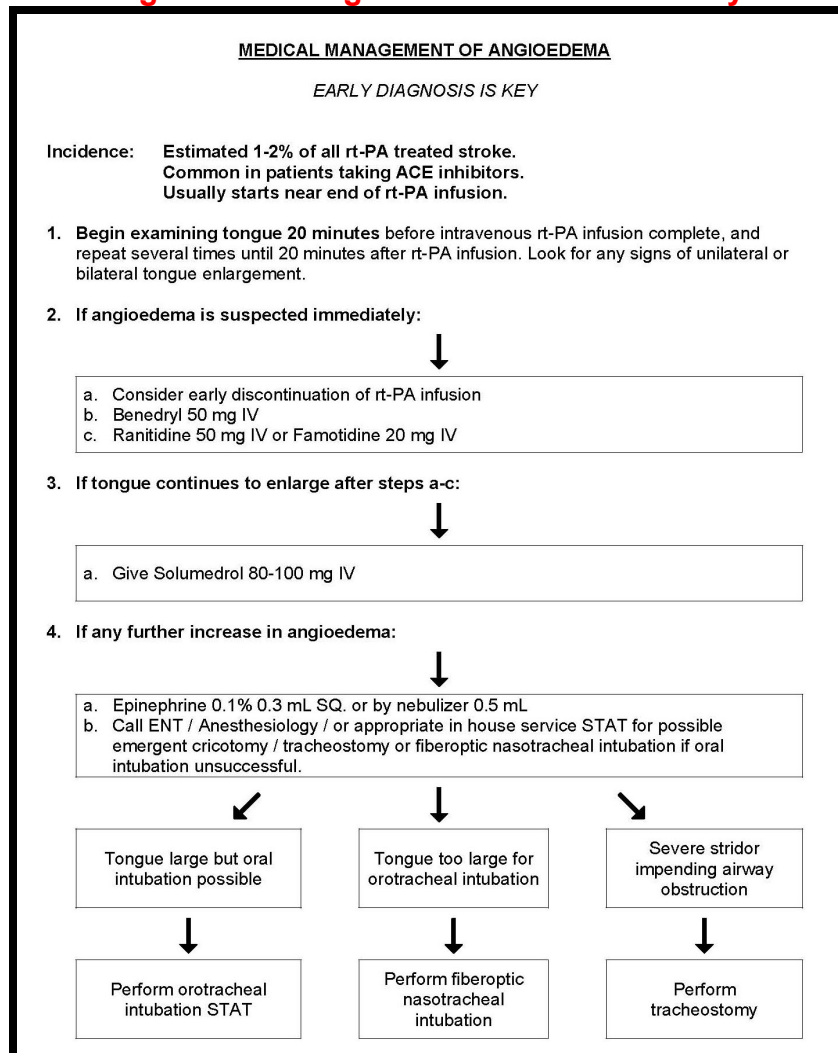 MEDICAL MANAGEMENT OF ANGIOEDEMA
EARLY DIAGNOSIS IS KEY
Incidence: Estimated 1-2% of all rt-PA treated stroke.
Common in patients taking ACE inhibitors.
Usually starts near end of rt-PA infusion.
1. Begin examining tongue 20 minutes before intravenous rt-PA infusion complete, and
repeat several times until 20 minutes after rt-PA infusion. Look for any signs of unilateral or
bilateral tongue enlargement.
2. If angioedema is suspected immediately:
a. Consider early discontinuation of rt-PA infusion
b. Benedryl 50 mg IV
c. Ranitidine 50 mg IV or Famotidine 20 mg IV
3. If tongue continues to enlarge after steps a-c:
a. Give Solumedrol 80-100 mg IV
4. If any further increase in angioedema:
a. Epinephrine 0.1% 0.3 mL SQ. or by nebulizer 0.5 mL
b. Call ENT / Anesthesiology / or appropriate in house service STAT for possible
emergent cricotomy / tracheostomy or fiberoptic nasotracheal intubation if oral
intubation unsuccessful.
Tongue large but oral
intubation possible
Tongue too large for
orotracheal intubation
Severe stridor
impending airway
obstruction
Perform orotracheal
intubation STAT
Perform fiberoptic
nasotracheal
intubation
Perform
tracheostomy